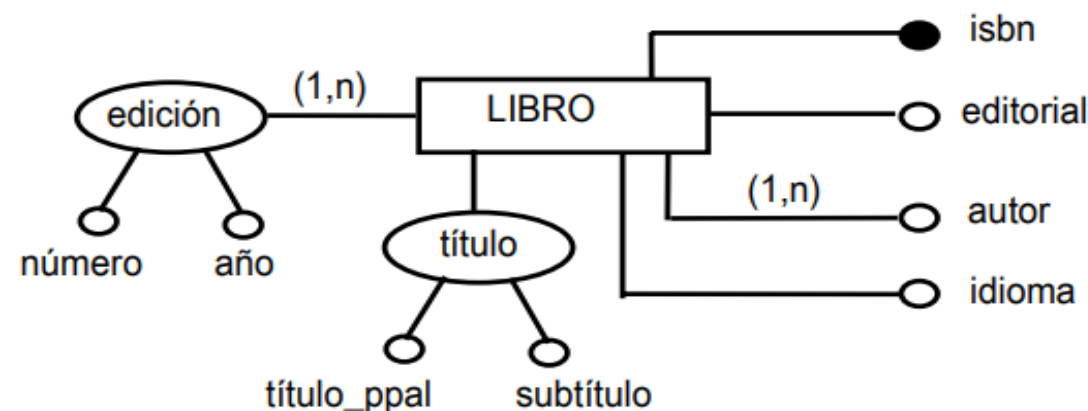 isbn
(1,n)
LIBRO
edición
editorial
(1,n)
autor
título
número
año
idioma
título_ppal
subtítulo